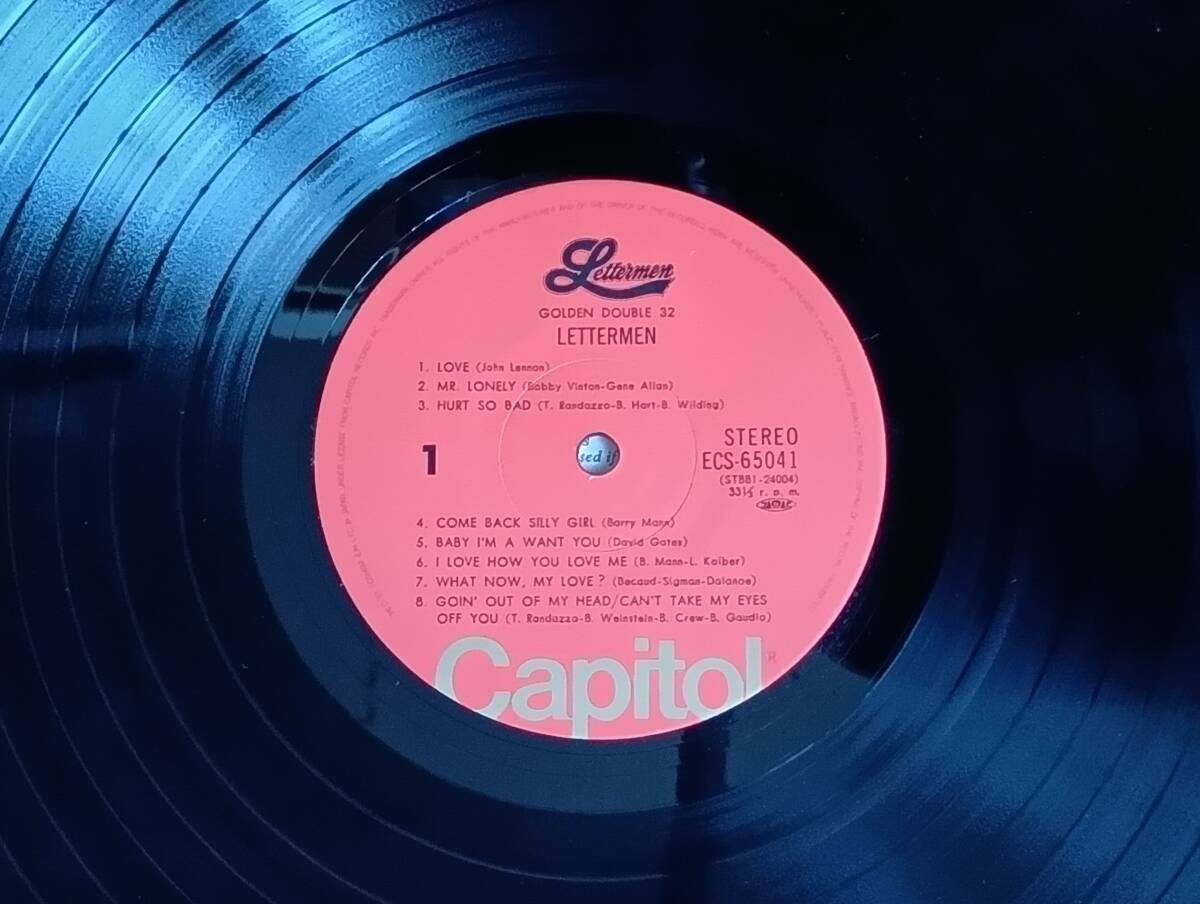 Lettermen
GOLDEN DOUBLE 32
LETTERMEN
1. LOVE (John Lennon)
2. MR. LONELY (Bobby Vinton-Gene Allan)
3. HURT SO BAD (T. Randazzo-B. Hart-B. Wilding)
1
sed if
STEREO
ECS-65041
(STBB1-24004)
33⅓ r. p. m.
4. COME BACK SILLY GIRL (Barry Mann)
5. BABY I'M A WANT YOU (David Gates)
6. I LOVE HOW YOU LOVE ME (B. Mann-L. Kolber)
7. WHAT NOW, MY LOVE? (Becaud-Sigman-Delanoe)
8. GOIN' OUT OF MY HEAD/CAN'T TAKE MY EYES
OFF YOU (T. Randazzo-B. Weinstein-B. Crew-B. Gaudio)
Capitol
R